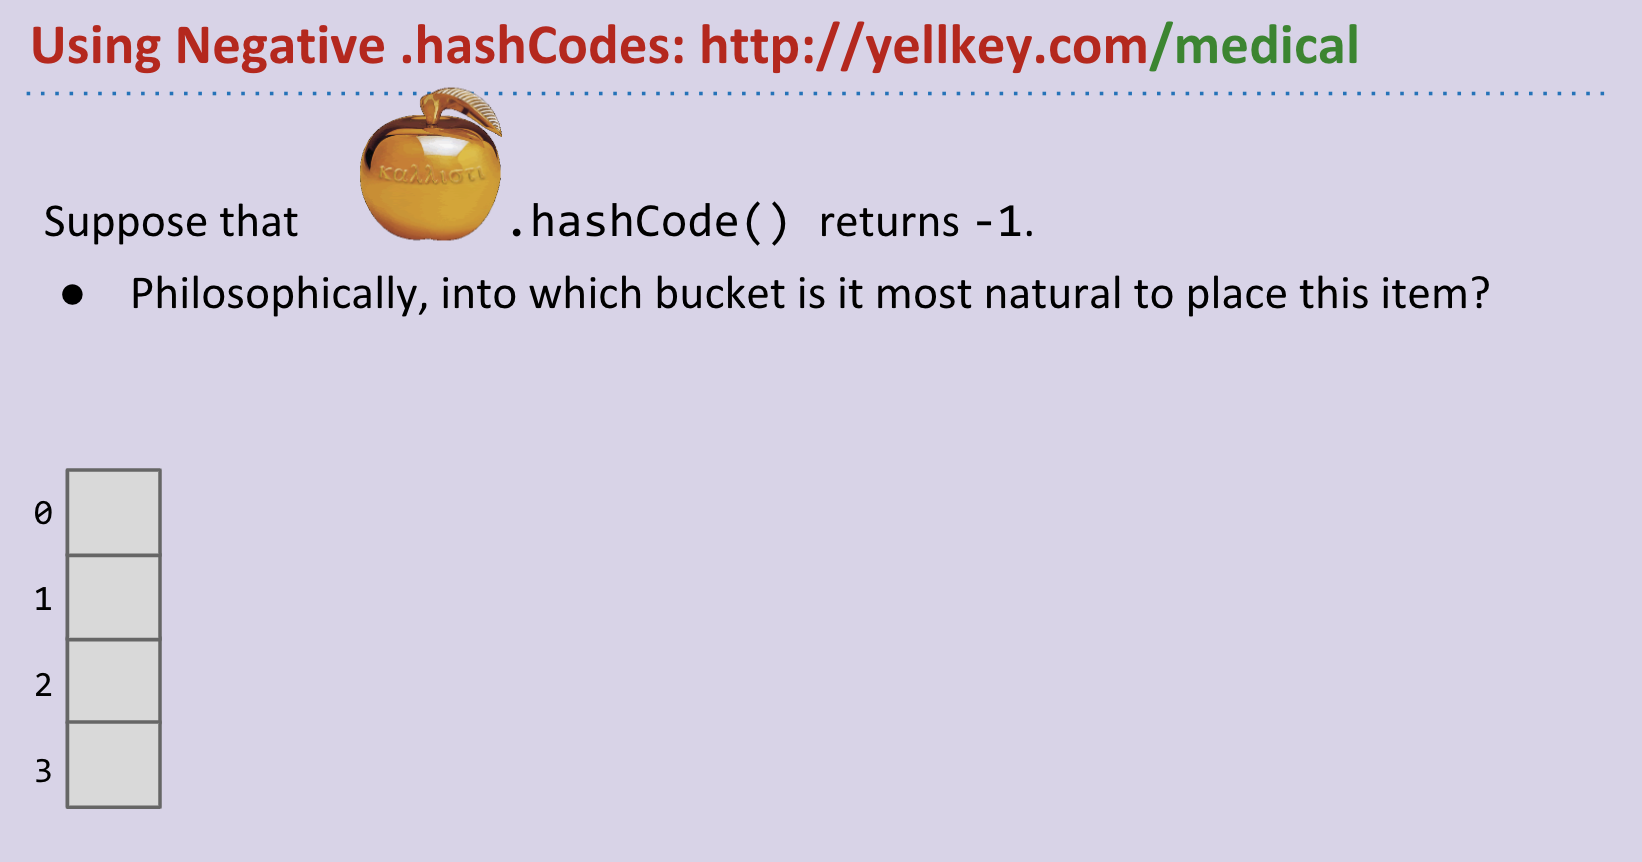 Using Negative .hashCodes: http://yellkey.com/medical
καλλιστι
Suppose that .hashCode() returns -1.
● Philosophically, into which bucket is it most natural to place this item?
0
1
2
3